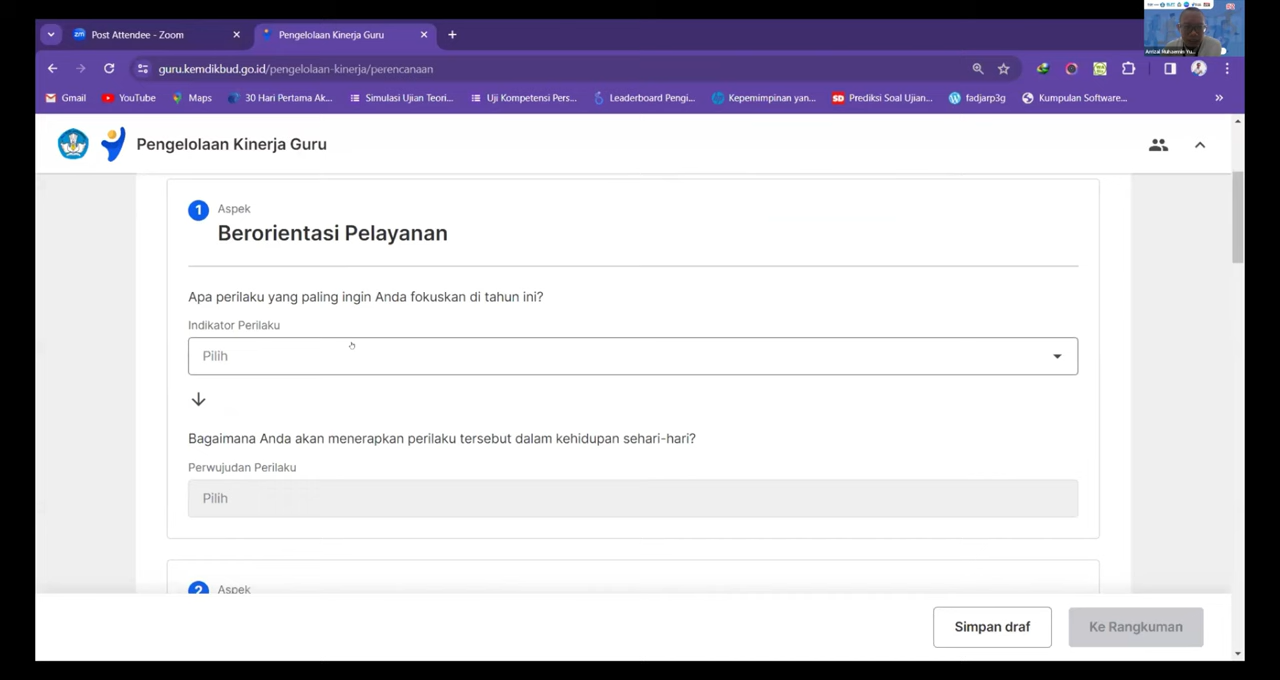 Post Attendee - Zoom
Pengelolaan Kinerja Guru
guru.kemdikbud.go.id/pengelolaan-kinerja/perencanaan
Gmail
YouTube
Maps
30 Hari Pertama Ak...
Simulasi Ujian Teori...
Uji Kompetensi Pers...
Leaderboard Pengi...
Kepemimpinan yan...
SD Prediksi Soal Ujian...
fadjarp3g
Kumpulan Software...
Pengelolaan Kinerja Guru
1 Aspek
Berorientasi Pelayanan
Apa perilaku yang paling ingin Anda fokuskan di tahun ini?
Indikator Perilaku
Pilih
Bagaimana Anda akan menerapkan perilaku tersebut dalam kehidupan sehari-hari?
Perwujudan Perilaku
Pilih
2 Aspek
Simpan draf
Ke Rangkuman